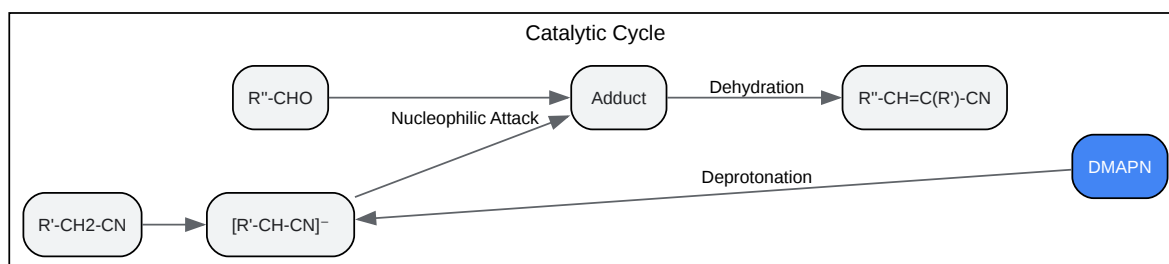 Catalytic Cycle
R''-CHO
Adduct
Dehydration
R''-CH=C(R')-CN
Nucleophilic Attack
DMAPN
Deprotonation
R'-CH2-CN
[R'-CH-CN]⁻